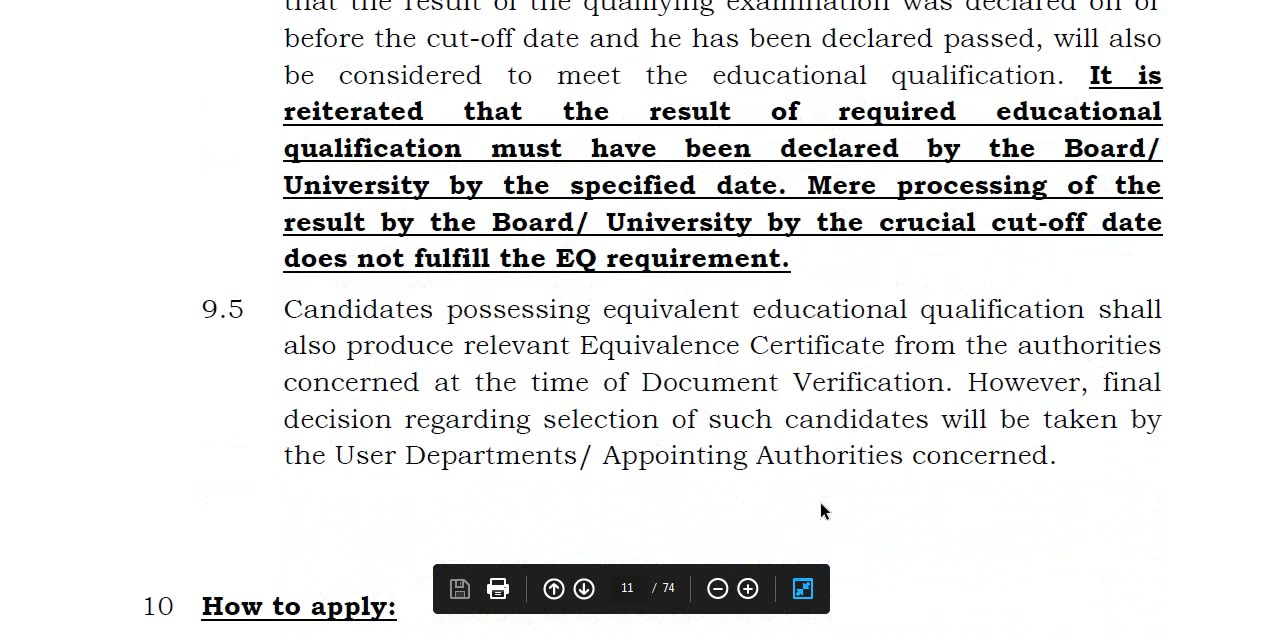 that the result of the qualifying examination was declared on or
before the cut-off date and he has been declared passed, will also
be considered to meet the educational qualification. It is
reiterated that the result of required educational
qualification must have been declared by the Board/
University by the specified date. Mere processing of the
result by the Board/ University by the crucial cut-off date
does not fulfill the EQ requirement.
9.5 Candidates possessing equivalent educational qualification shall
also produce relevant Equivalence Certificate from the authorities
concerned at the time of Document Verification. However, final
decision regarding selection of such candidates will be taken by
the User Departments/ Appointing Authorities concerned.
11 / 74
10 How to apply: